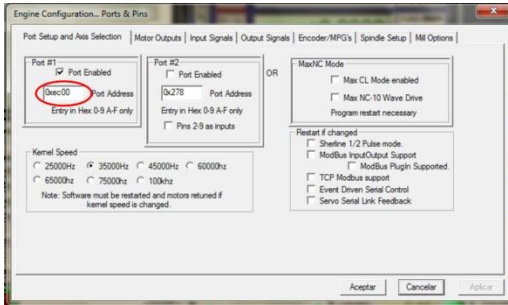 Engine Configuration... Ports & Pins
Port Setup and Axis Selection
Motor Outputs
Input Signals
Output Signals
Encoder/MPG's
Spindle Setup
Mill Options
Port #1
Port Enabled
0xec00 Port Address
Entry in Hex 0-9 A-F only
Port #2
Port Enabled
0x278 Port Address
Entry in Hex 0-9 A-F only
Pins 2-9 as inputs
OR
MaxNC Mode
Max CL Mode enabled
Max NC-10 Wave Drive
Program restart necessary
Restart if changed
Sherline 1/2 Pulse mode.
ModBus InputOutput Support
ModBus PlugIn Supported.
TCP Modbus support
Event Driven Serial Control
Servo Serial Link Feedback
Kernel Speed
25000Hz 35000Hz 45000Hz 60000hz
65000hz 75000hz 100khz
Note: Software must be restarted and motors retuned if
kernel speed is changed.
Aceptar Cancelar Aplicar